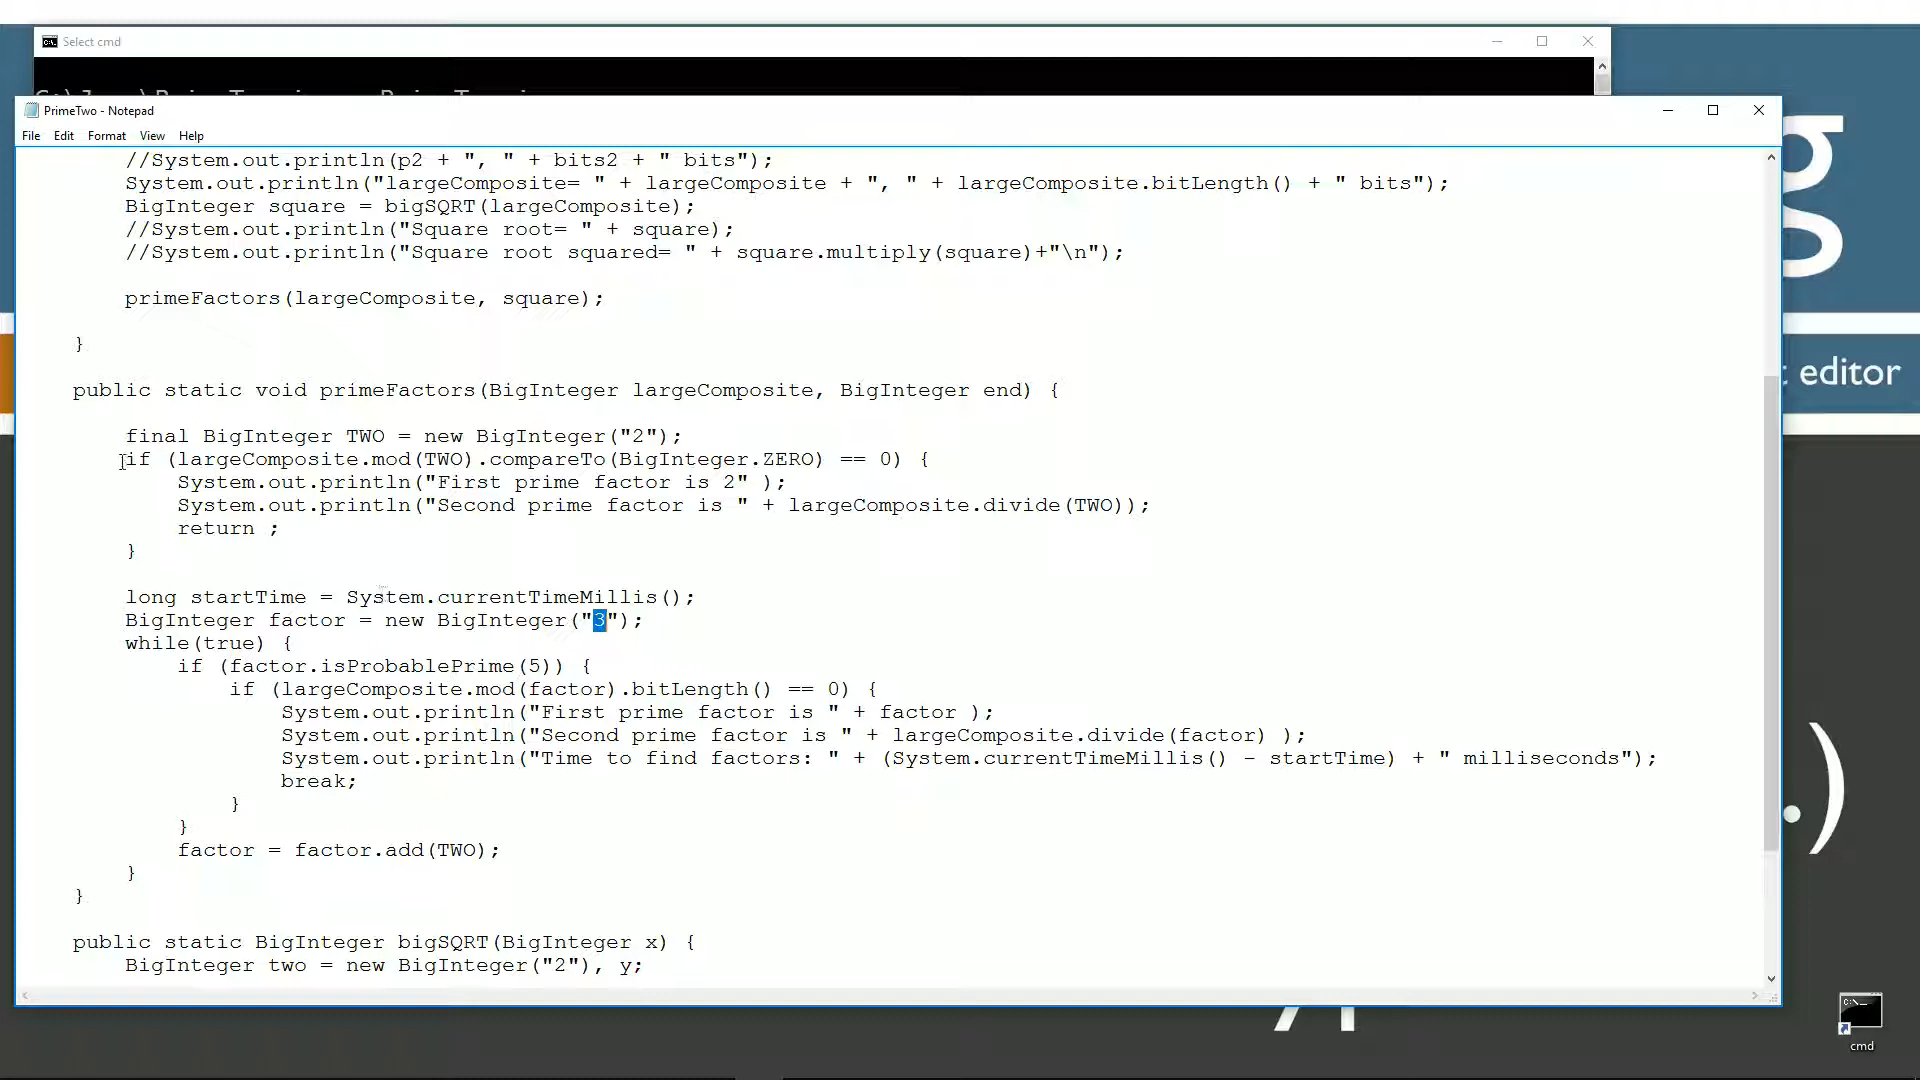 Select cmd
PrimeTwo - Notepad
File Edit Format View Help
//System.out.println(p2 + ", " + bits2 + " bits");
System.out.println("largeComposite= " + largeComposite + ", " + largeComposite.bitLength() + " bits");
BigInteger square = bigSQRT(largeComposite);
//System.out.println("Square root= " + square);
//System.out.println("Square root squared= " + square.multiply(square)+"\n");
primeFactors(largeComposite, square);
}
public static void primeFactors(BigInteger largeComposite, BigInteger end) {
final BigInteger TWO = new BigInteger("2");
if (largeComposite.mod(TWO).compareTo(BigInteger.ZERO) == 0) {
System.out.println("First prime factor is 2" );
System.out.println("Second prime factor is " + largeComposite.divide(TWO));
return ;
}
long startTime = System.currentTimeMillis();
BigInteger factor = new BigInteger("3");
while(true) {
if (factor.isProbablePrime(5)) {
if (largeComposite.mod(factor).bitLength() == 0) {
System.out.println("First prime factor is " + factor );
System.out.println("Second prime factor is " + largeComposite.divide(factor) );
System.out.println("Time to find factors: " + (System.currentTimeMillis() - startTime) + " milliseconds");
break;
}
}
factor = factor.add(TWO);
}
}
public static BigInteger bigSQRT(BigInteger x) {
BigInteger two = new BigInteger("2"), y;
g
editor
.)
cmd